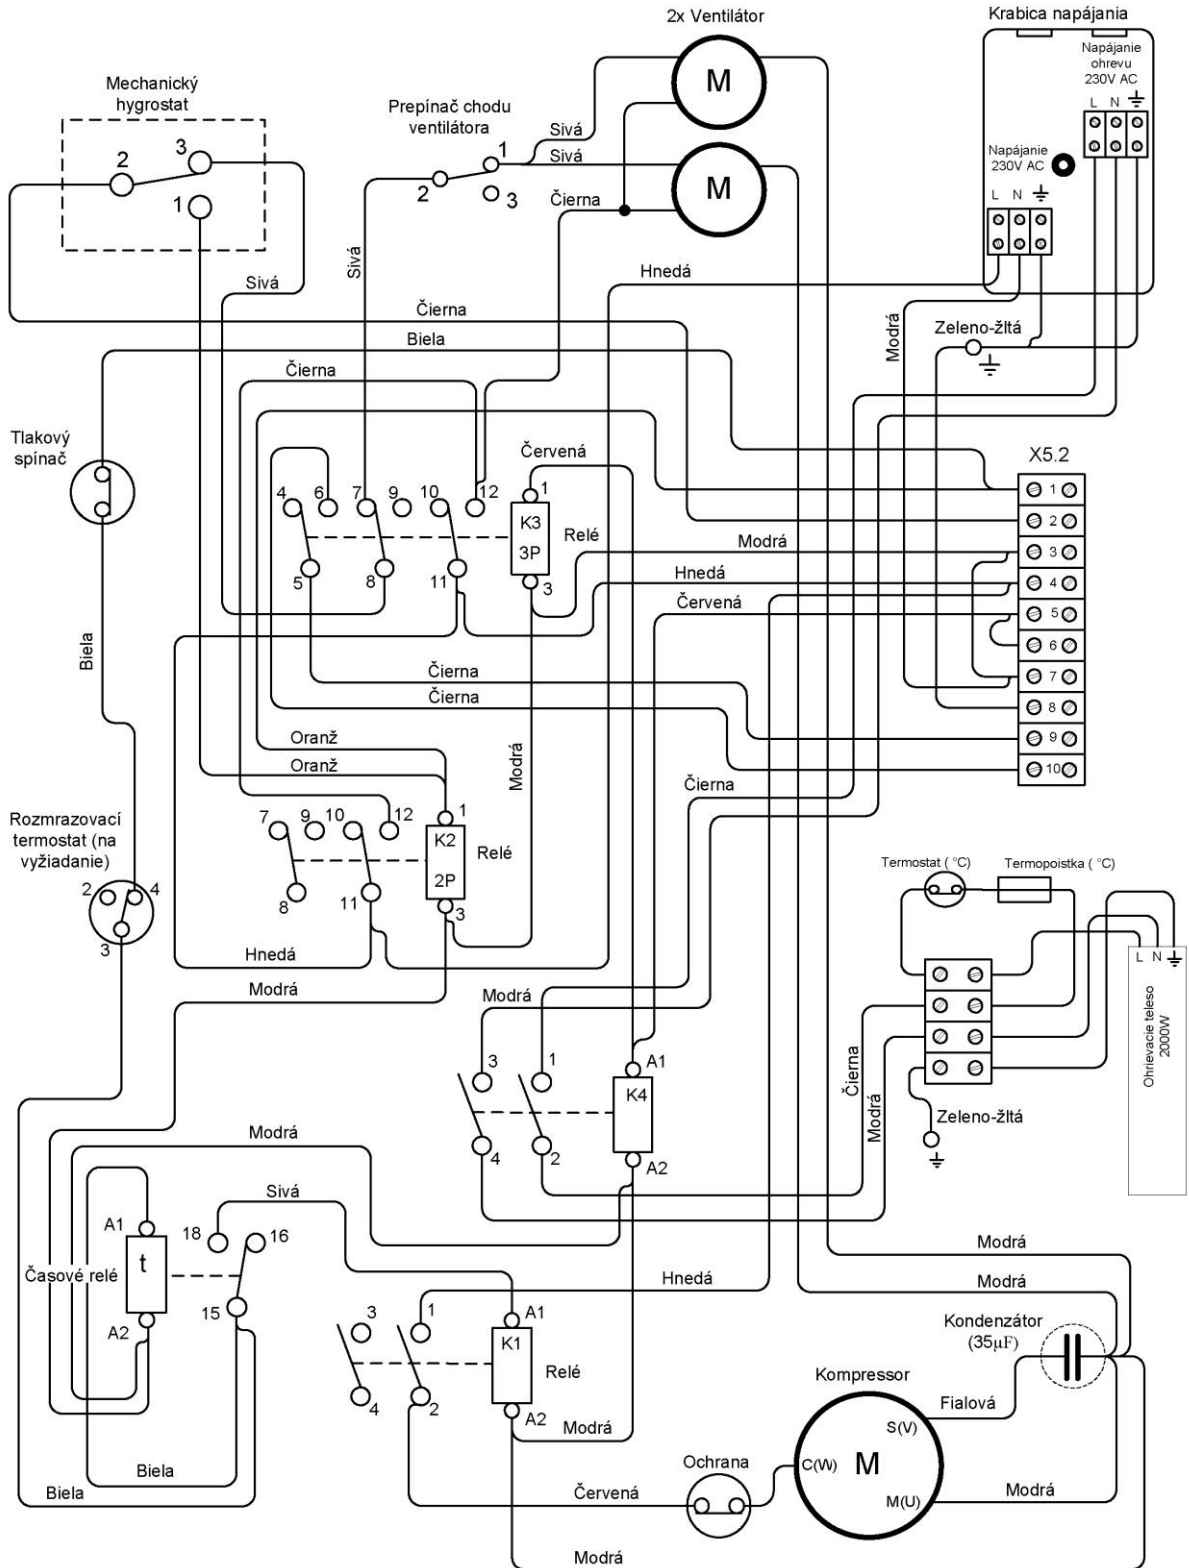 2x Ventilátor
Krabica napájania
Napájanie
ohrevu
230V AC
L N
M
Mechanický
hygrostat
Prepínač chodu
ventilátora
Sivá
1
Sivá
3
2
1
2
3
M
Napájanie
230V AC
L N
Čierna
Sivá
Sivá
Hnedá
Čierna
Biela
Modrá
Zeleno-žltá
Čierna
Tlakový
spínač
Červená
X5.2
4
6
7
9
10
12
1
K3
3P
Relé
3
5
8
11
Modrá
Hnedá
Červená
1
2
3
4
5
6
7
8
9
10
Biela
Čierna
Čierna
Oranž
Oranž
Modrá
Čierna
Rozmrazovací
termostat (na
vyžiadanie)
2
4
3
7
9
10
12
1
K2
2P
Relé
3
8
11
Hnedá
Modrá
Termostat ( °C)
Termopoistka ( °C)
L N
Ohrievacie teleso
2000W
Modrá
3
1
A1
K4
4
2
A2
Čierna
Modrá
Zeleno-žltá
Modrá
Sivá
A1
18
16
t
Časové relé
15
A2
Hnedá
Modrá
Modrá
3
1
A1
K1
Relé
4
2
A2
Modrá
Kondenzátor
(35µF)
Kompressor
Fialová
S(V)
C(W)
M
M(U)
Modrá
Ochrana
Biela
Biela
Červená
Modrá